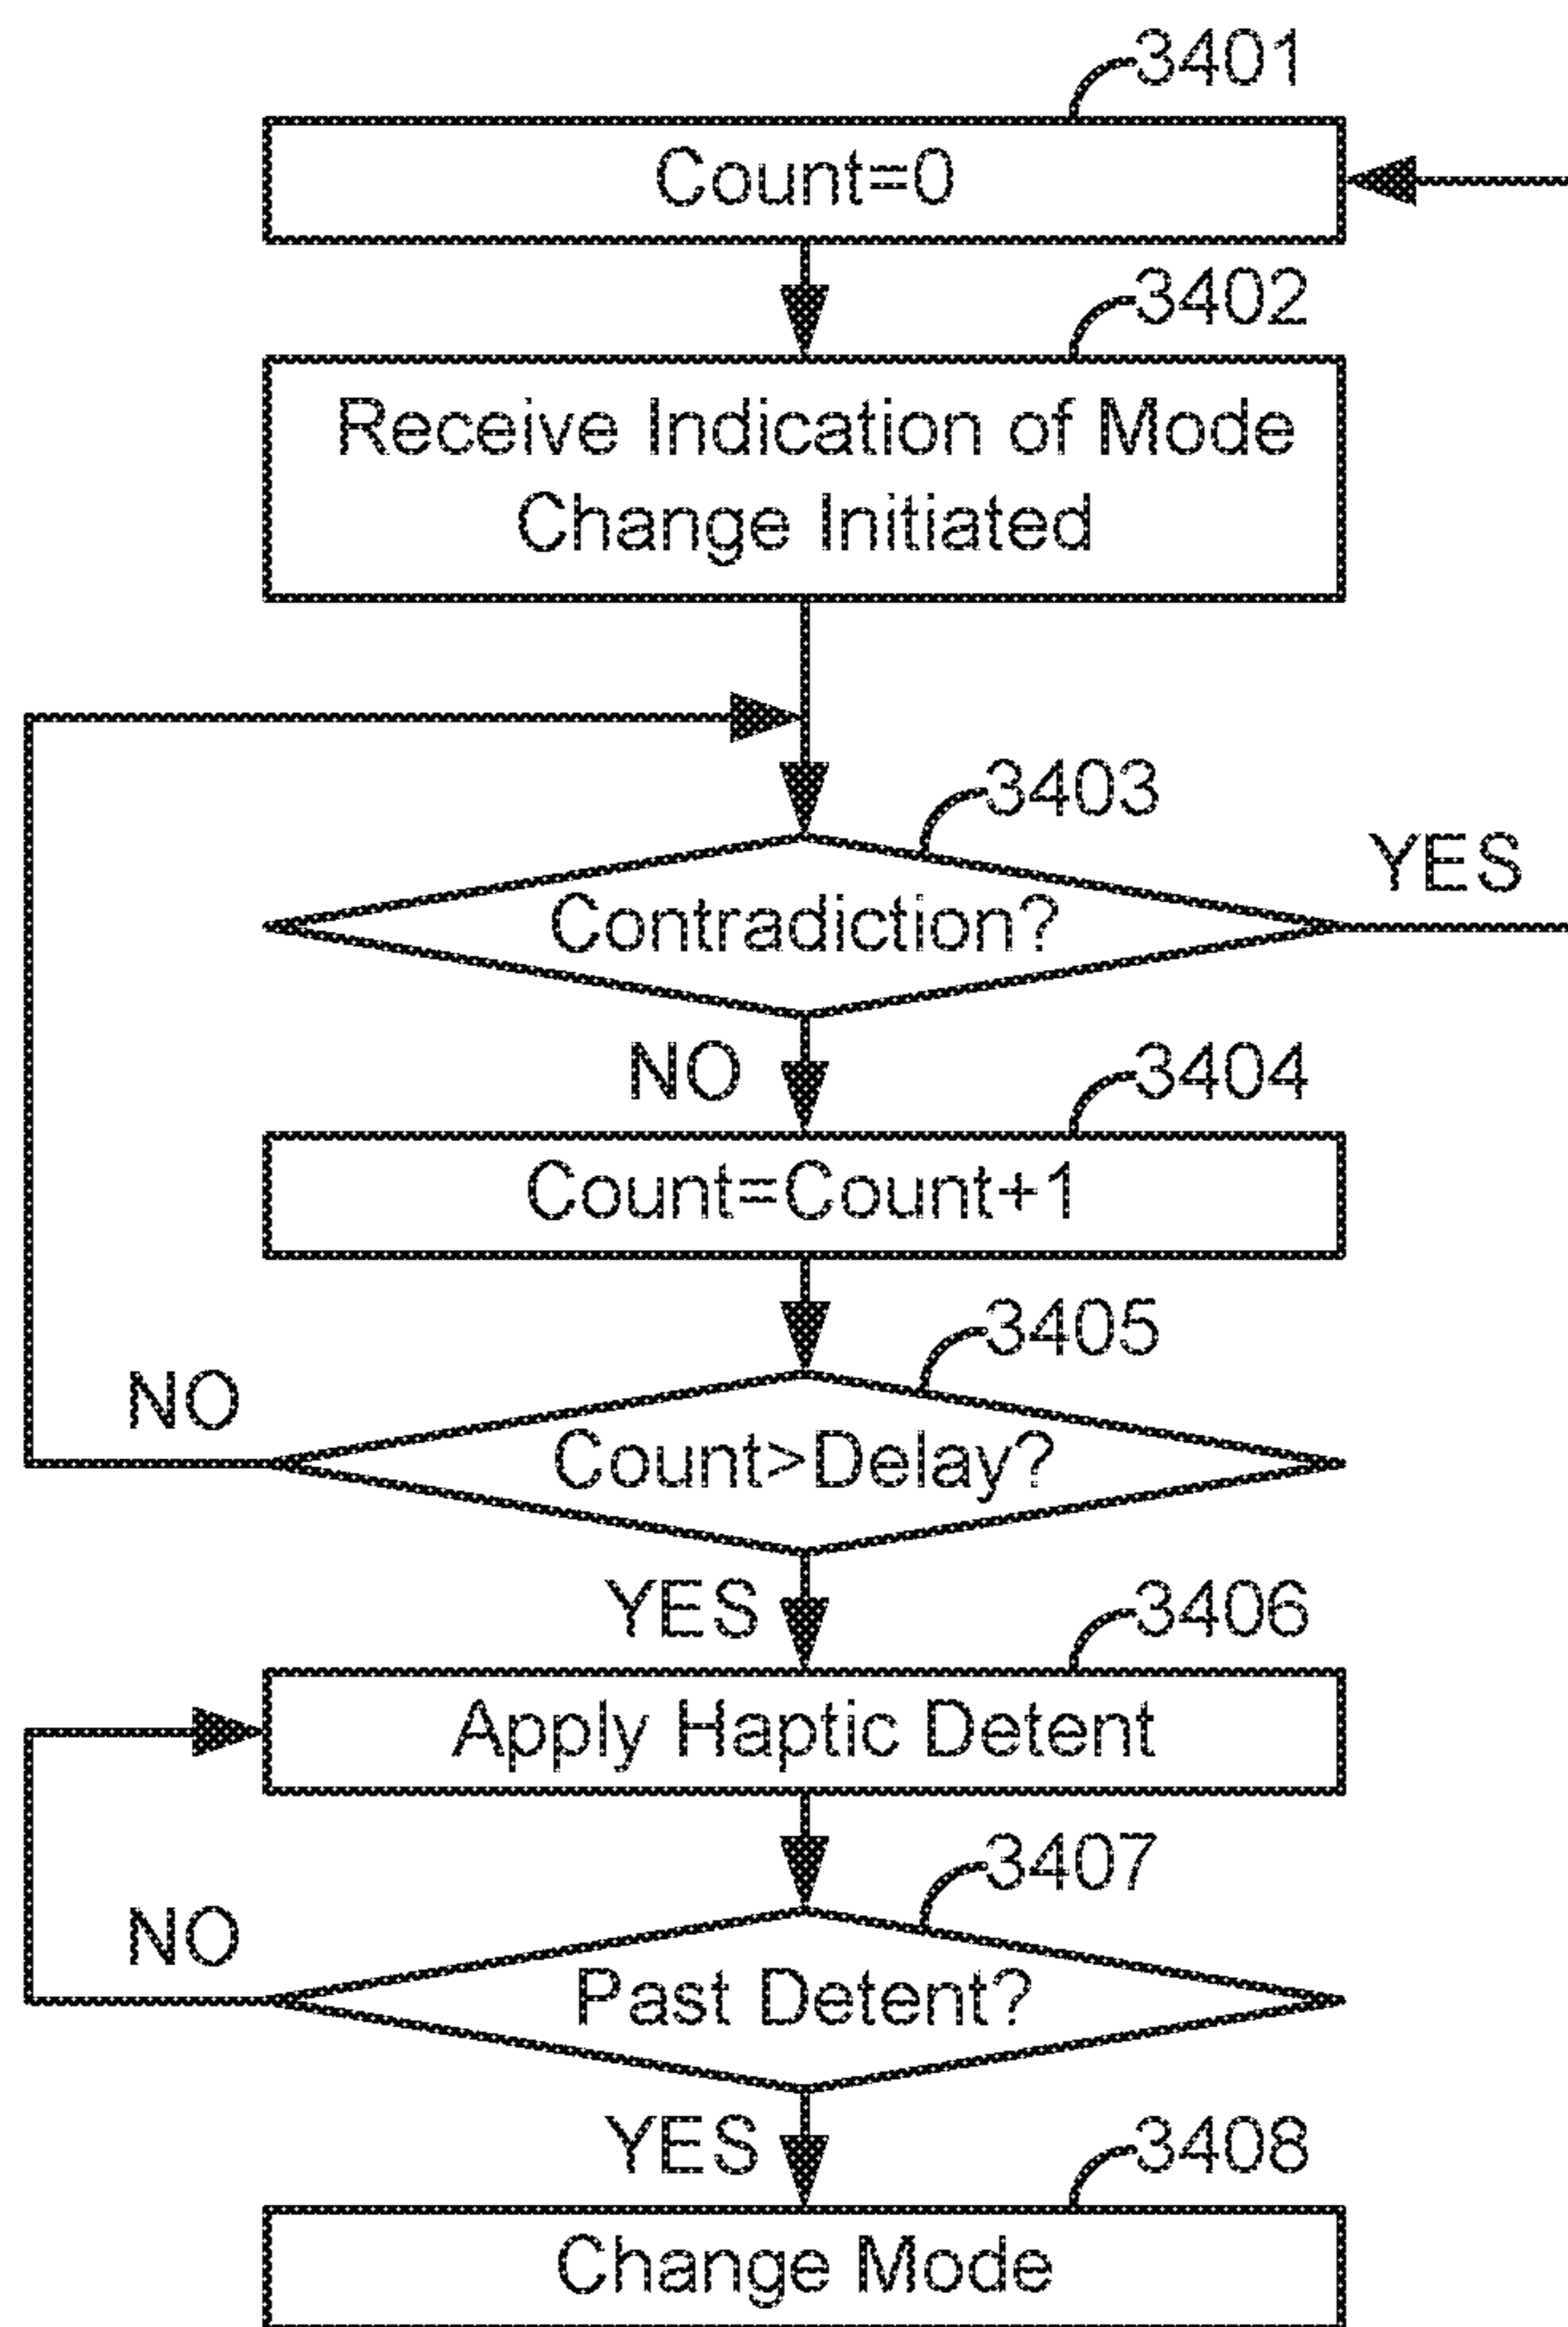 3401
Count=0
3402
Receive Indication of Mode
Change Initiated
3403
YES
Contradiction?
NO
3404
Count=Count+1
3405
NO
Count>Delay?
YES
3406
Apply Haptic Detent
3407
NO
Past Detent?
YES
3408
Change Mode